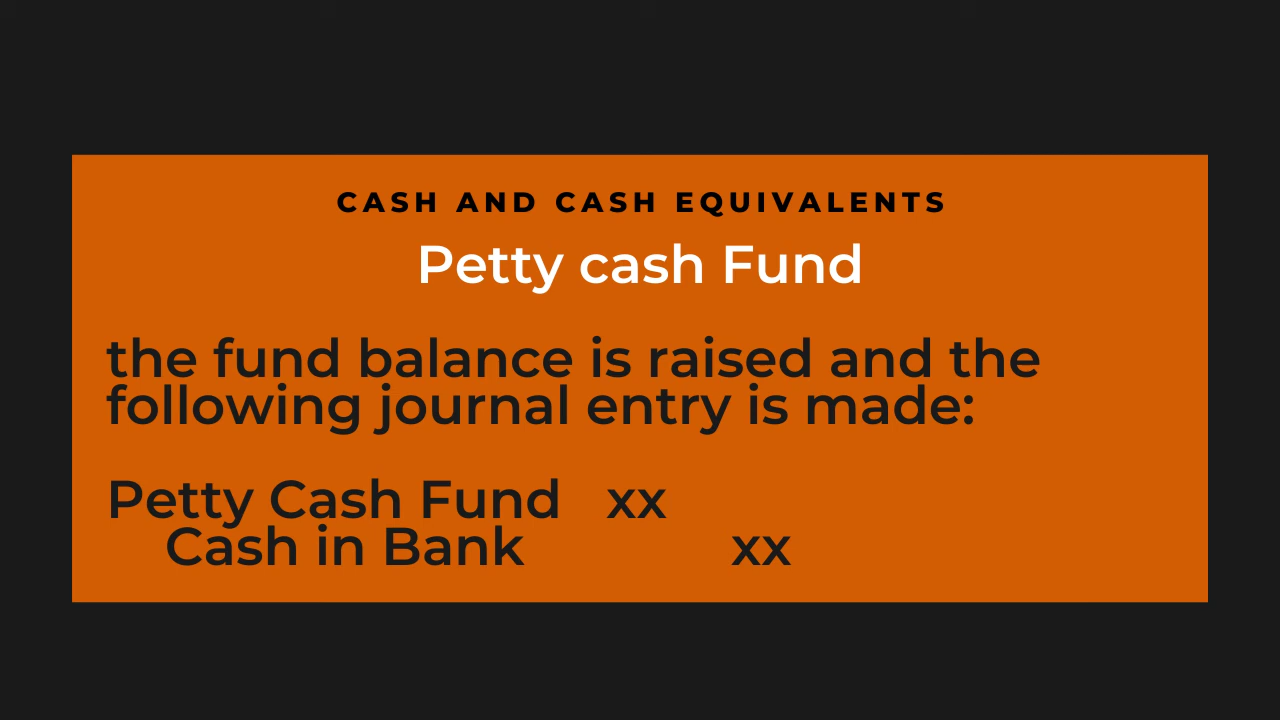 CASH AND CASH EQUIVALENTS
Petty cash Fund
the fund balance is raised and the
following journal entry is made:
Petty Cash Fund xx
Cash in Bank xx